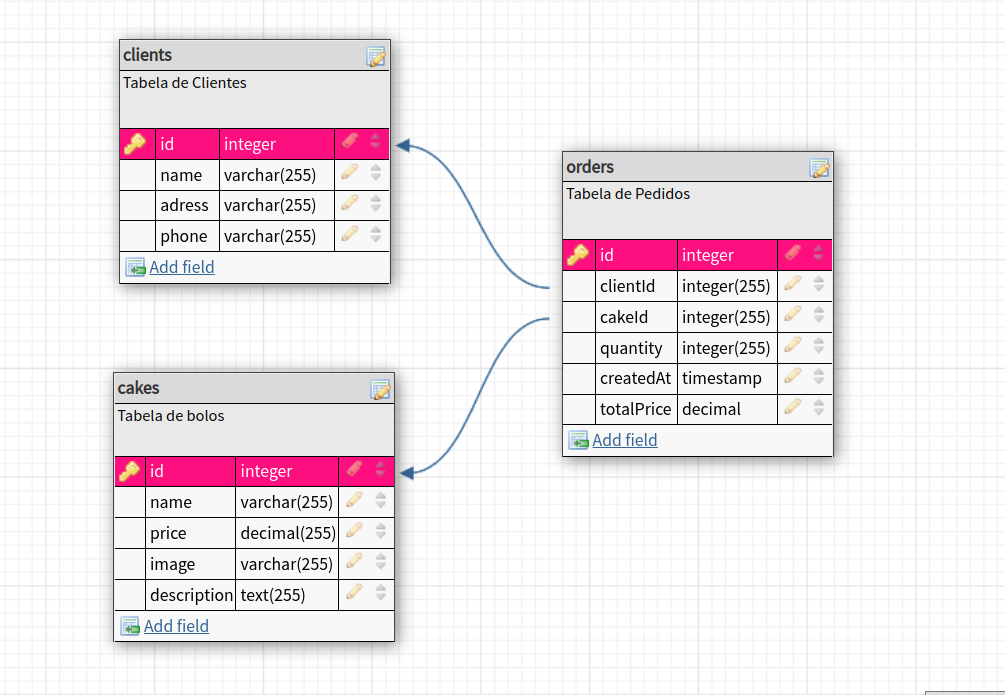 clients
Tabela de Clientes
id integer
name varchar(255)
adress varchar(255)
phone varchar(255)
Add field
orders
Tabela de Pedidos
id integer
clientId integer(255)
cakeId integer(255)
quantity integer(255)
createdAt timestamp
totalPrice decimal
Add field
cakes
Tabela de bolos
id integer
name varchar(255)
price decimal(255)
image varchar(255)
description text(255)
Add field